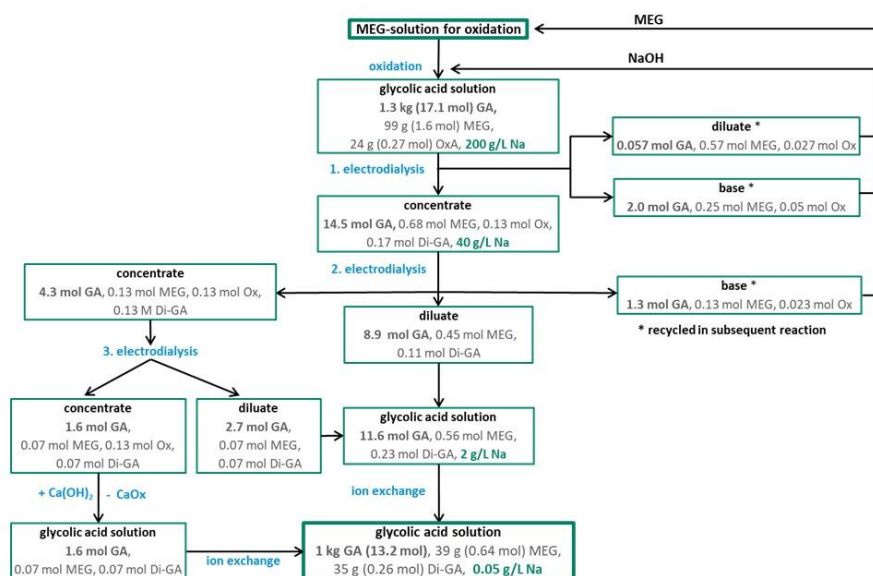 MEG
MEG-solution for oxidation
NaOH
oxidation
glycolic acid solution
1.3 kg (17.1 mol) GA,
99 g (1.6 mol) MEG,
24 g (0.27 mol) OxA, 200 g/L Na
diluate *
0.057 mol GA, 0.57 mol MEG, 0.027 mol Ox
1. electrodialysis
base *
2.0 mol GA, 0.25 mol MEG, 0.05 mol Ox
concentrate
14.5 mol GA, 0.68 mol MEG, 0.13 mol Ox,
0.17 mol Di-GA, 40 g/L Na
2. electrodialysis
concentrate
4.3 mol GA, 0.13 mol MEG, 0.13 mol Ox,
0.13 M Di-GA
base *
1.3 mol GA, 0.13 mol MEG, 0.023 mol Ox
* recycled in subsequent reaction
diluate
8.9 mol GA, 0.45 mol MEG,
0.11 mol Di-GA
3. electrodialysis
concentrate
1.6 mol GA,
0.07 mol MEG, 0.13 mol Ox,
0.07 mol Di-GA
diluate
2.7 mol GA,
0.07 mol MEG,
0.07 mol Di-GA
glycolic acid solution
11.6 mol GA, 0.56 mol MEG,
0.23 mol Di-GA, 2 g/L Na
+ Ca(OH)₂ - CaOx
ion exchange
glycolic acid solution
1.6 mol GA,
0.07 mol MEG, 0.07 mol Di-GA
ion exchange
glycolic acid solution
1 kg GA (13.2 mol), 39 g (0.64 mol) MEG,
35 g (0.26 mol) Di-GA, 0.05 g/L Na